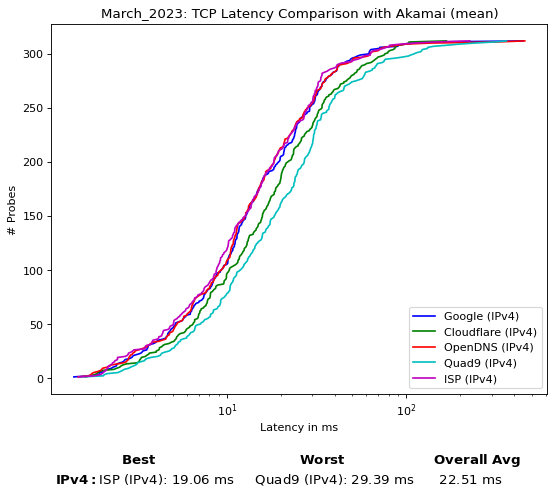 March_2023: TCP Latency Comparison with Akamai (mean)
# Probes
300
250
200
150
100
50
0
Google (IPv4)
Cloudflare (IPv4)
OpenDNS (IPv4)
Quad9 (IPv4)
ISP (IPv4)
10¹ 10²
Latency in ms
Best Worst Overall Avg
IPv4: ISP (IPv4): 19.06 ms Quad9 (IPv4): 29.39 ms 22.51 ms